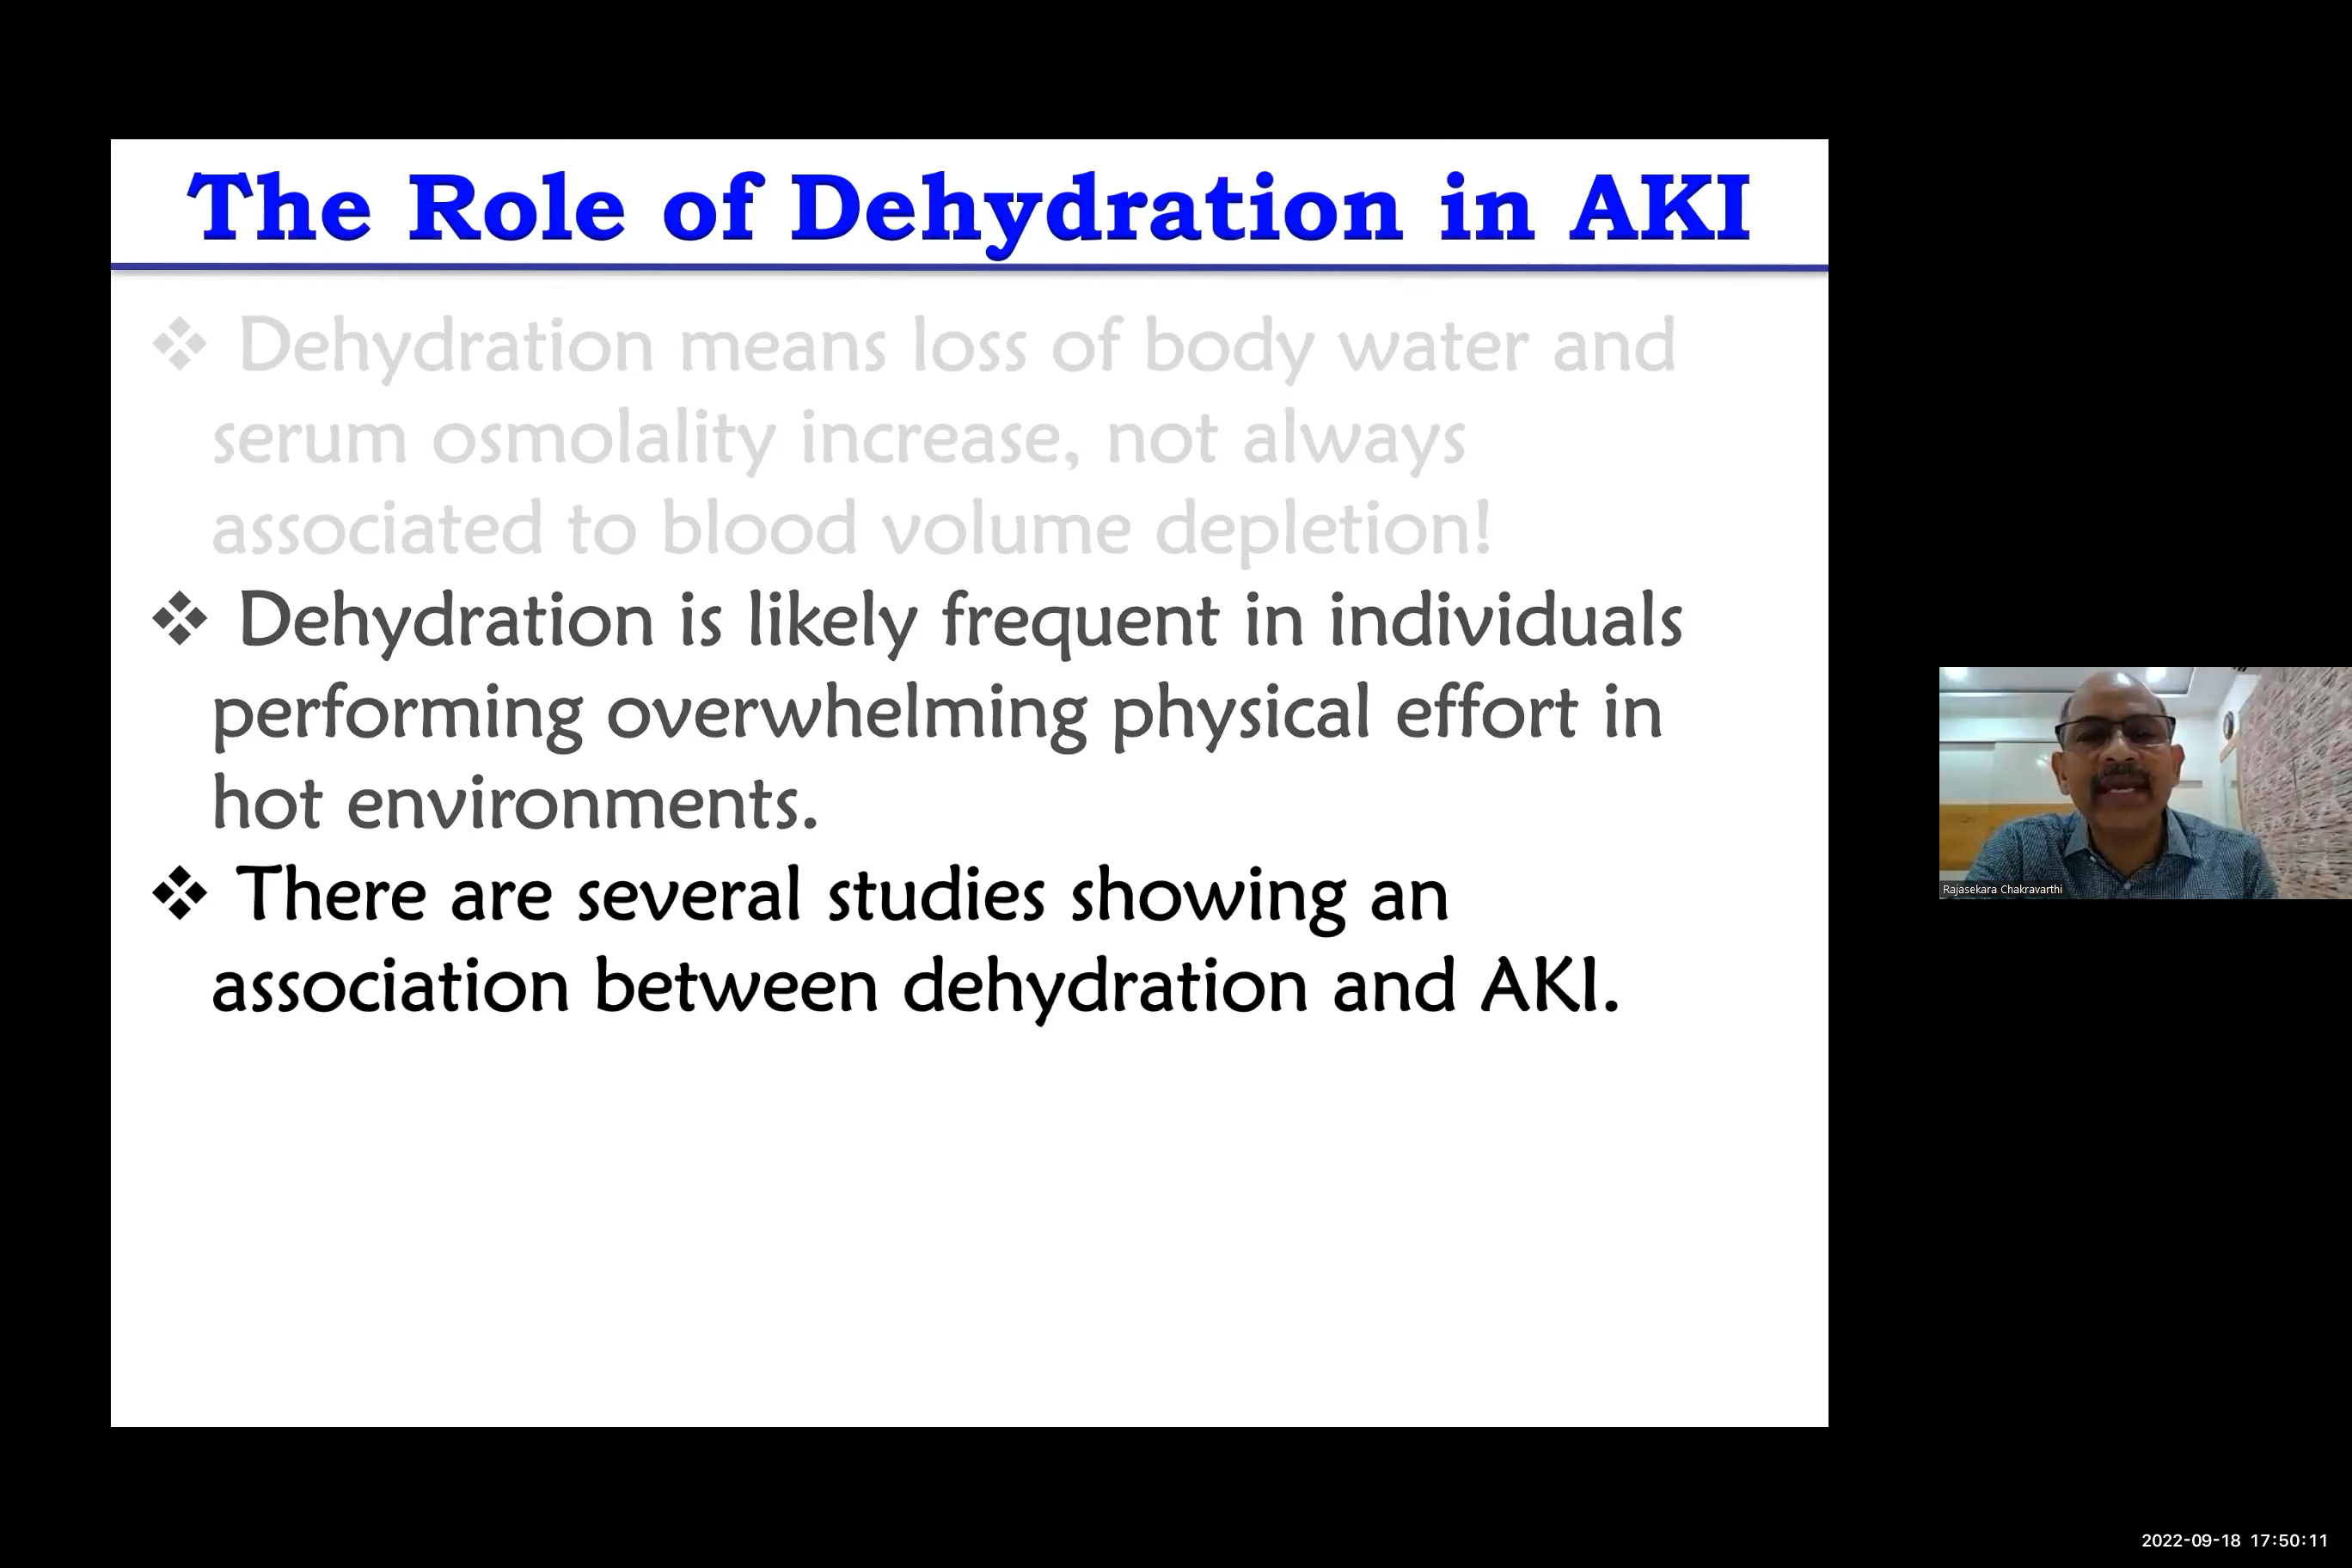 The Role of Dehydration in AKI
❖ Dehydration means loss of body water and
serum osmolality increase, not always
associated to blood volume depletion!
❖ Dehydration is likely frequent in individuals
performing overwhelming physical effort in
hot environments.
❖ There are several studies showing an
association between dehydration and AKI.
Rajasekara Chakravarthi
2022-09-18 17:50:11